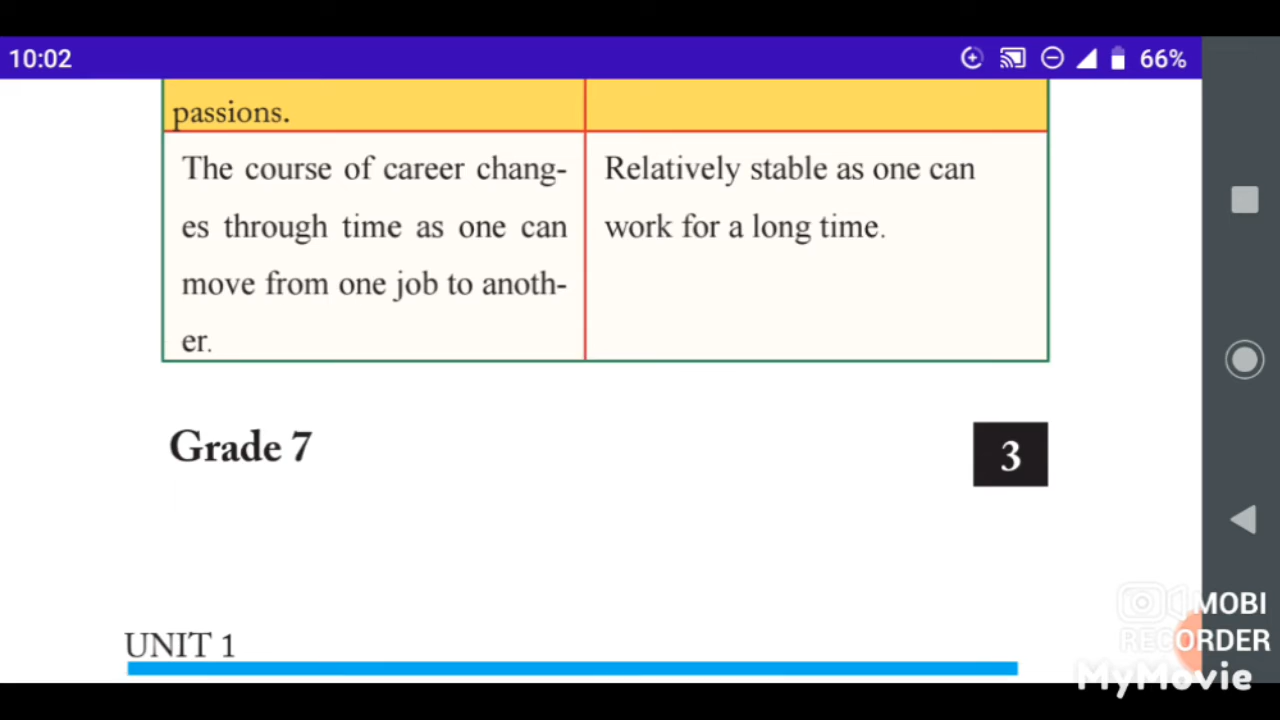 10:02
66%
passions.
The course of career chang-
es through time as one can
move from one job to anoth-
er.
Relatively stable as one can
work for a long time.
Grade 7
3
UNIT 1
MOBI
RECORDER
MyMovie